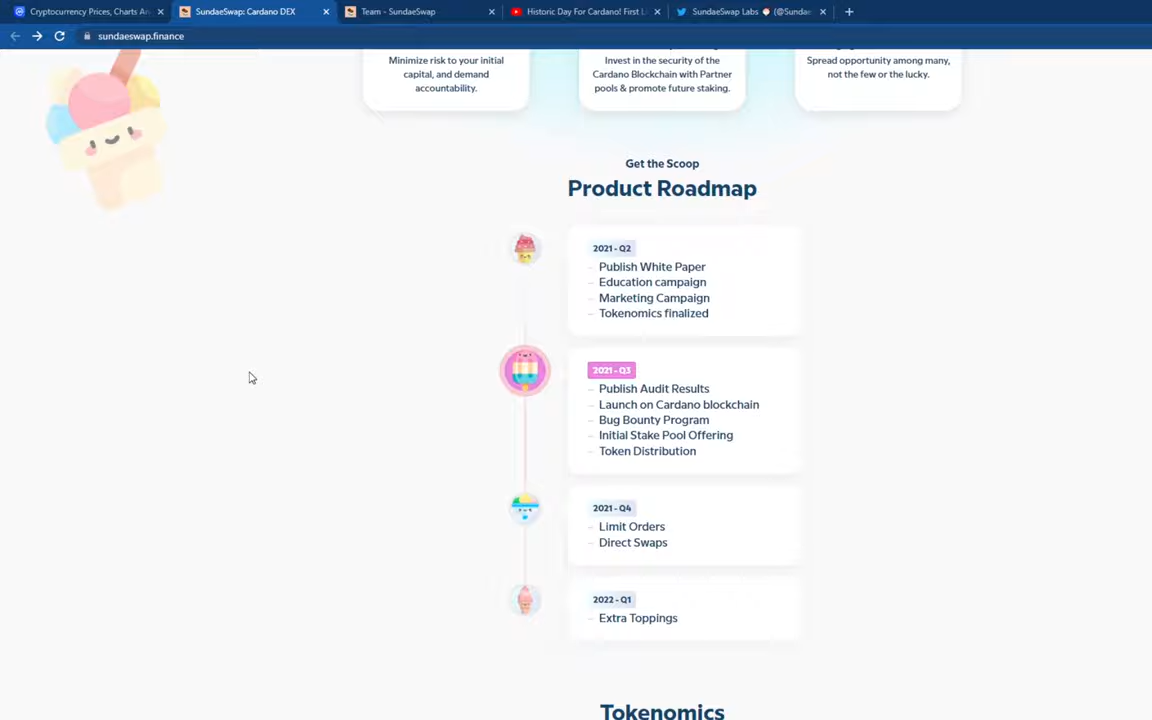 Cryptocurrency Prices, Charts An
SundaeSwap: Cardano DEX
Team - SundaeSwap
Historic Day For Cardano! First L
SundaeSwap Labs (@Sundae
sundaeswap.finance
Minimize risk to your initial
capital, and demand
accountability.
Invest in the security of the
Cardano Blockchain with Partner
pools & promote future staking.
Spread opportunity among many,
not the few or the lucky.
Get the Scoop
Product Roadmap
2021 - Q2
- Publish White Paper
- Education campaign
- Marketing Campaign
- Tokenomics finalized
2021 - Q3
- Publish Audit Results
- Launch on Cardano blockchain
- Bug Bounty Program
- Initial Stake Pool Offering
- Token Distribution
2021 - Q4
- Limit Orders
- Direct Swaps
2022 - Q1
- Extra Toppings
Tokenomics